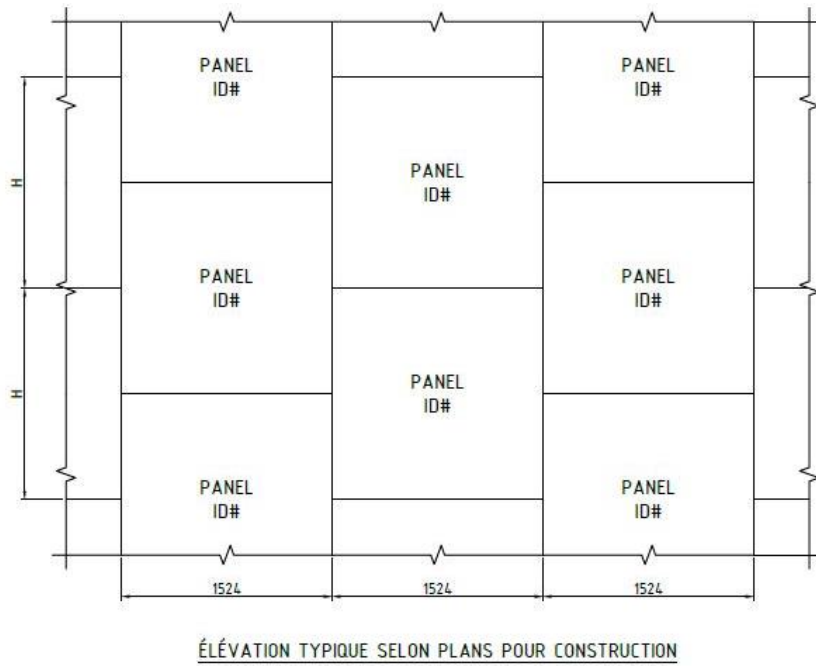 PANEL
ID#
PANEL
ID#
PANEL
ID#
H
PANEL
ID#
PANEL
ID#
PANEL
ID#
H
PANEL
ID#
PANEL
ID#
1524
1524
1524
ÉLÉVATION TYPIQUE SELON PLANS POUR CONSTRUCTION